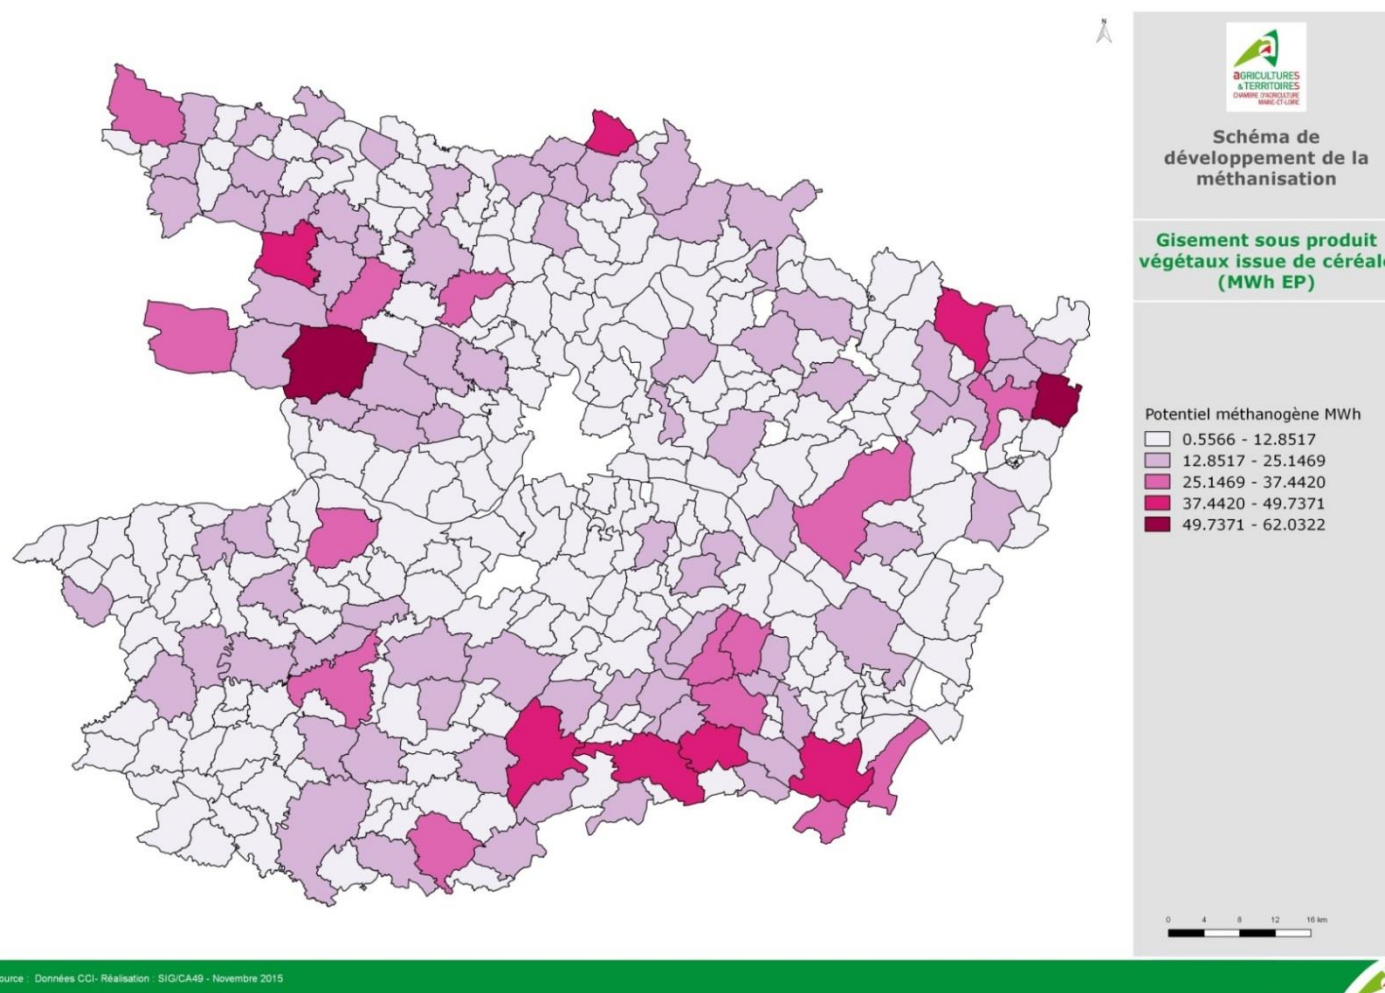 N
aGRICULTURES
& TERRITOIRES
CHAMBRE D'AGRICULTURE
MAINE-ET-LOIRE
Schéma de
développement de la
méthanisation
Gisement sous produit
végétaux issue de céréale
(MWh EP)
Potentiel méthanogène MWh
0.5566 - 12.8517
12.8517 - 25.1469
25.1469 - 37.4420
37.4420 - 49.7371
49.7371 - 62.0322
0 4 8 12 16 km
ource : Données CCI- Réalisation : SIG/CA49 - Novembre 2015